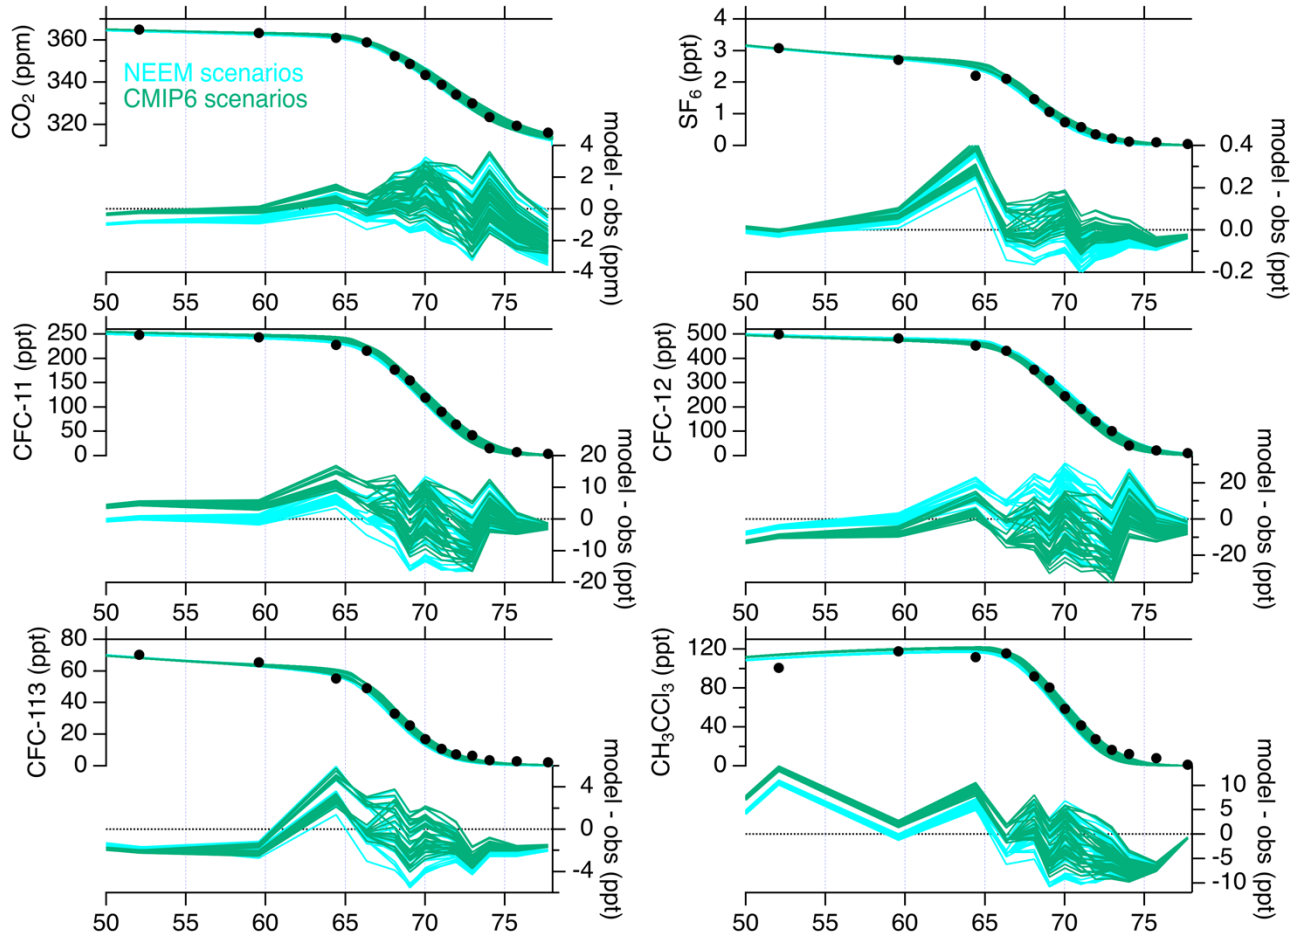 CO2 (ppm)
360
340
320
NEEM scenarios
CMIP6 scenarios
4
2
0
-2
-4
model - obs (ppm)
50 55 60 65 70 75
SF6 (ppt)
4
3
2
1
0
0.4
0.2
0.0
-0.2
model - obs (ppt)
50 55 60 65 70 75
CFC-11 (ppt)
250
200
150
100
50
0
20
10
0
-10
-20
model - obs (ppt)
50 55 60 65 70 75
CFC-12 (ppt)
500
400
300
200
100
0
20
0
-20
model - obs (ppt)
50 55 60 65 70 75
CFC-113 (ppt)
80
60
40
20
0
4
0
-4
model - obs (ppt)
50 55 60 65 70 75
CH3CCl3 (ppt)
120
80
40
0
10
5
0
-5
-10
model - obs (ppt)
50 55 60 65 70 75